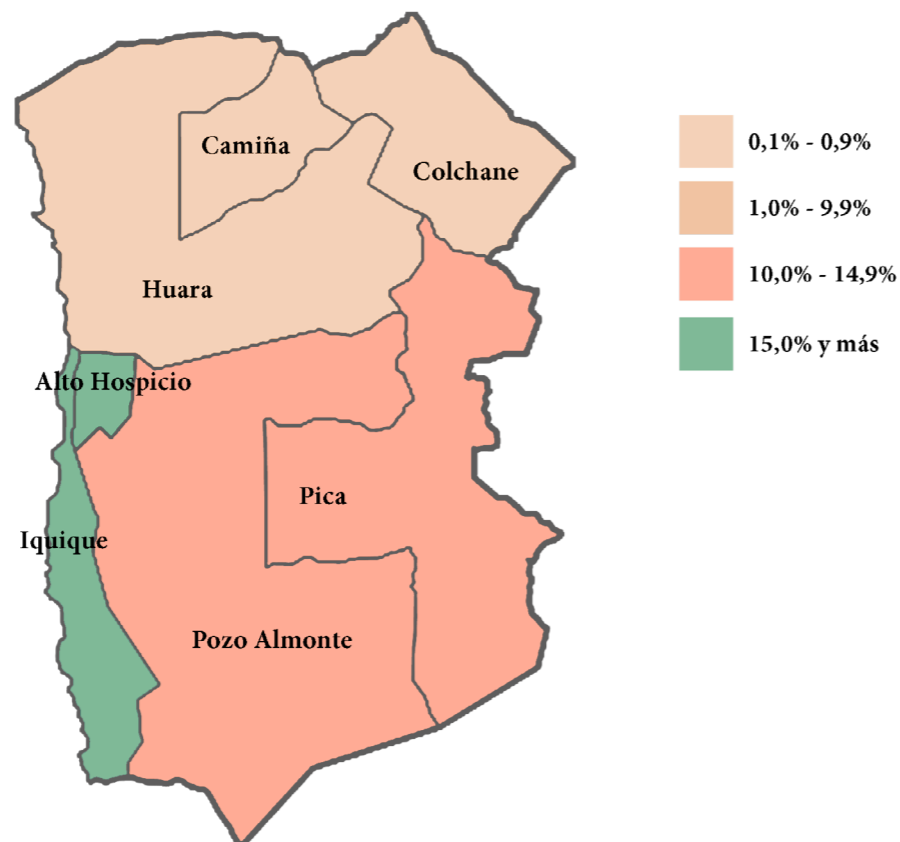 Camiña
Colchane
Huara
Alto Hospicio
Pica
Iquique
Pozo Almonte
0,1% - 0,9%
1,0% - 9,9%
10,0% - 14,9%
15,0% y más